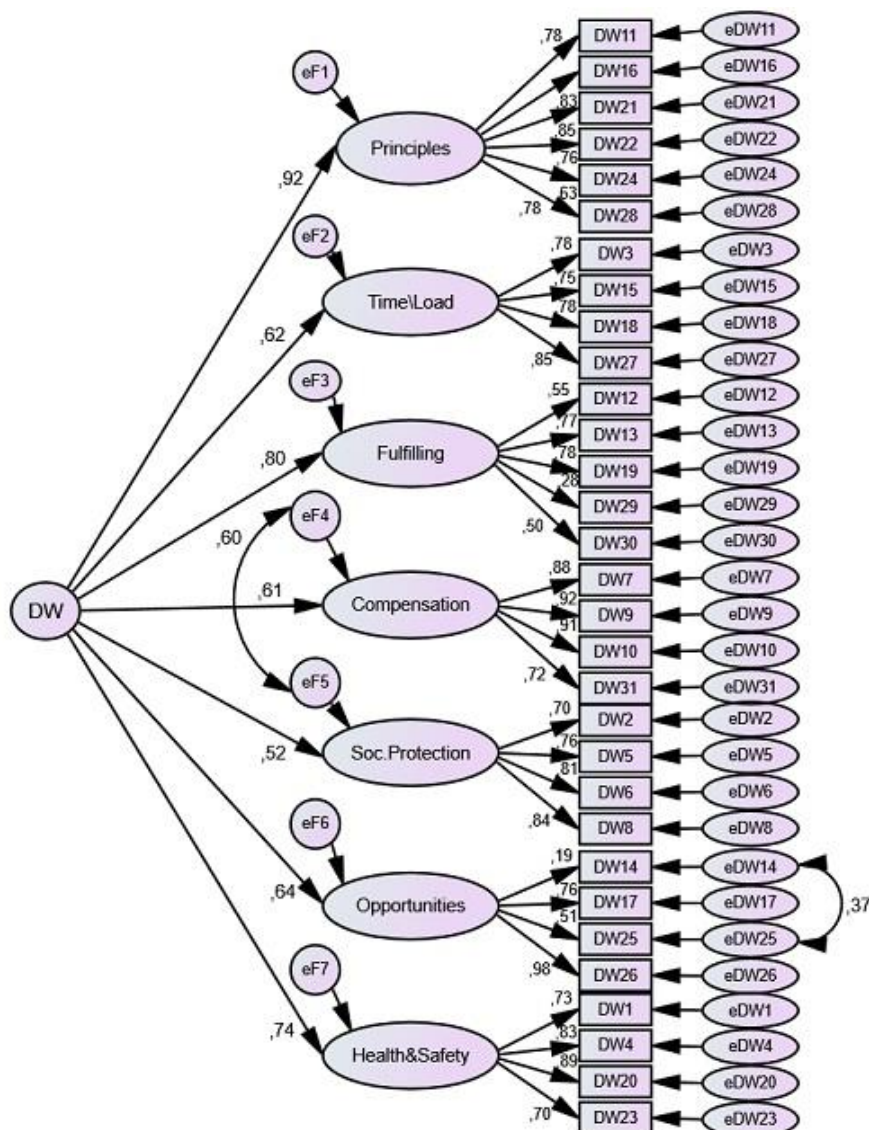 ,78 DW11 eDW11
eF1 DW16 eDW16
,83 DW21 eDW21
,85 DW22 eDW22
Principles
,76 DW24 eDW24
,92
,63
,78 DW28 eDW28
eF2
,78 DW3 eDW3
,75 DW15 eDW15
Time\Load
,78 DW18 eDW18
,62
,85 DW27 eDW27
eF3
,55 DW12 eDW12
,77 DW13 eDW13
Fulfilling
,80
,78 DW19 eDW19
,28 DW29 eDW29
eF4
,60
,50 DW30 eDW30
,88 DW7 eDW7
DW
,61
Compensation
,92 DW9 eDW9
,91 DW10 eDW10
,72 DW31 eDW31
eF5
,70 DW2 eDW2
,52
Soc.Protection
,76 DW5 eDW5
,81 DW6 eDW6
,84 DW8 eDW8
eF6
,19 DW14 eDW14
,64
Opportunities
,76 DW17 eDW17
,37
,51 DW25 eDW25
,98 DW26 eDW26
eF7
,73 DW1 eDW1
,74
Health&Safety
,83 DW4 eDW4
,89 DW20 eDW20
,70 DW23 eDW23